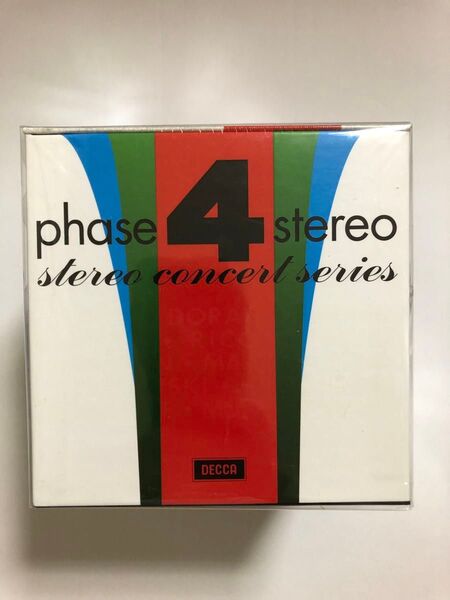 phase 4 stereo
stereo concert series
DECCA